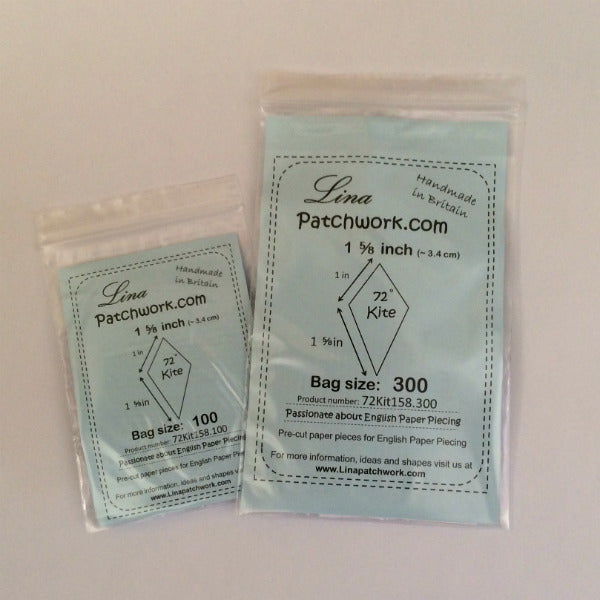 Lina
Handmade
in Britain
Patchwork.com
1 ⅝ inch (~ 3.4 cm)
1 in
72°
Kite
1 ⅝in
Bag size: 100
Product number: 72Kit158.100
Passionate about English Paper Piecing
Pre-cut paper pieces for English Paper Piecing
For more information, ideas and shapes visit us at
www.Linapatchwork.com
Lina
Handmade
in Britain
Patchwork.com
1 ⅝ inch (~ 3.4 cm)
1 in
72°
Kite
1 ⅝in
Bag size: 300
Product number: 72Kit158.300
Passionate about English Paper Piecing
Pre-cut paper pieces for English Paper Piecing
For more information, ideas and shapes visit us at
www.Linapatchwork.com